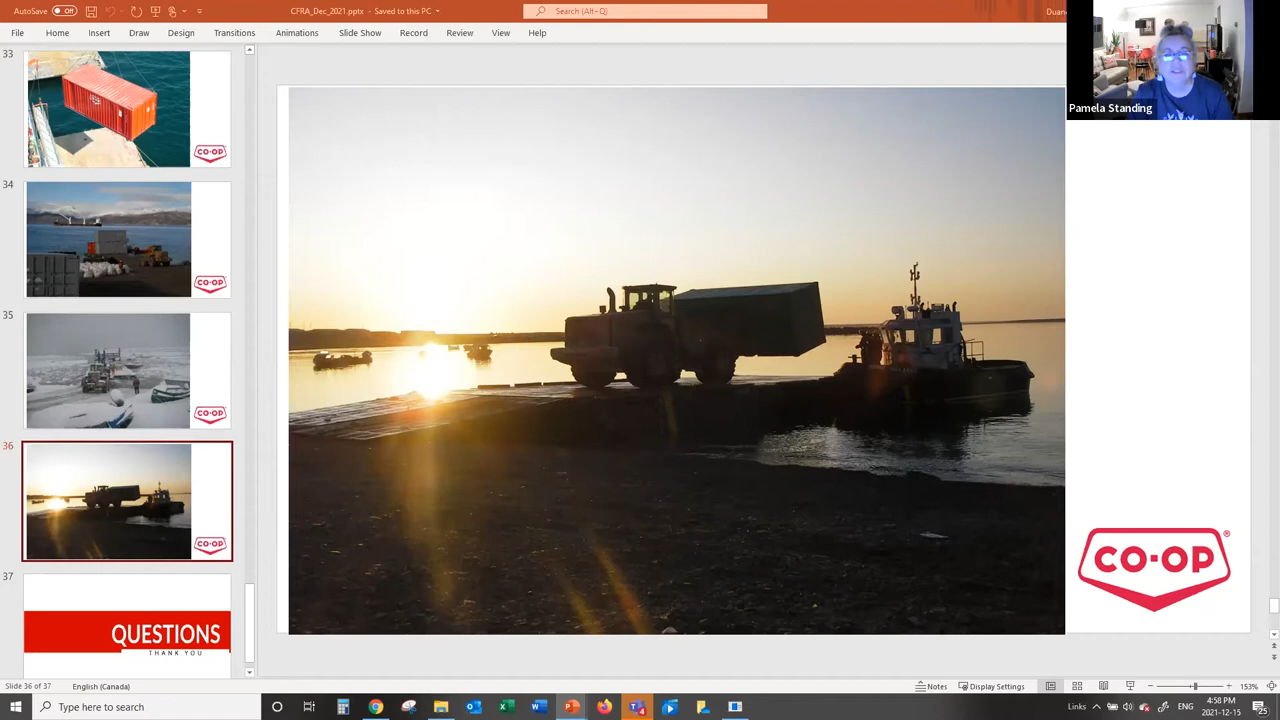 AutoSave Off
CFRA_Dec_2021.pptx - Saved to this PC
Search (Alt+Q)
Duan
File Home Insert Draw Design Transitions Animations Slide Show Record Review View Help
Pamela Standing
33
CO-OP
34
CO-OP
35
CO-OP
36
CO-OP
37
QUESTIONS
THANK YOU
CO-OP®
Slide 36 of 37 English (Canada) Notes Display Settings 153%
Type here to search
Links
4:58 PM
2021-12-15
25